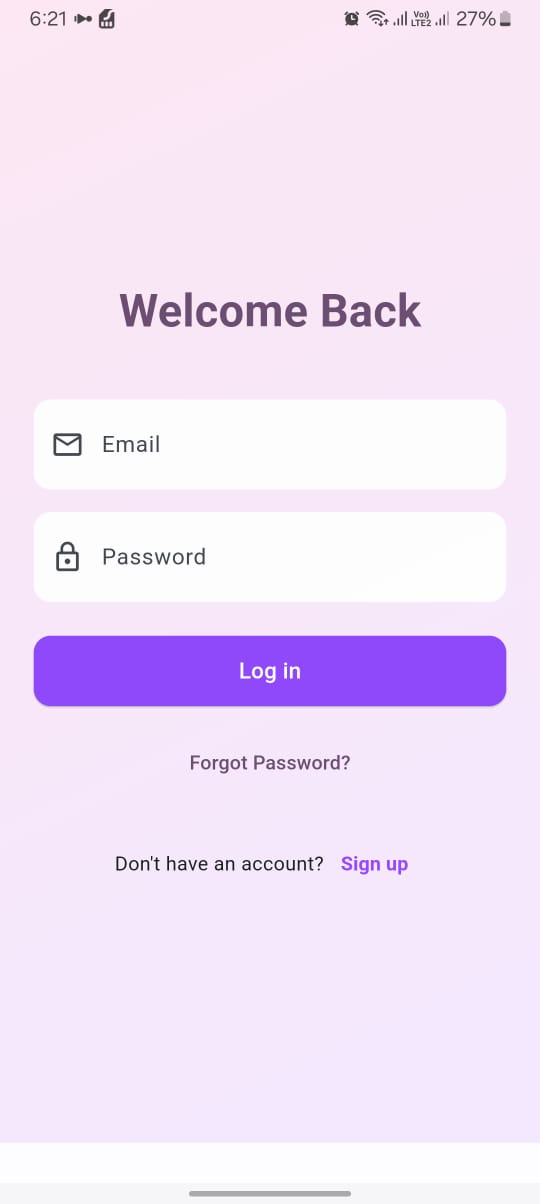 6:21 Vo)) LTE2 27%
Welcome Back
Email
Password
Log in
Forgot Password?
Don't have an account? Sign up